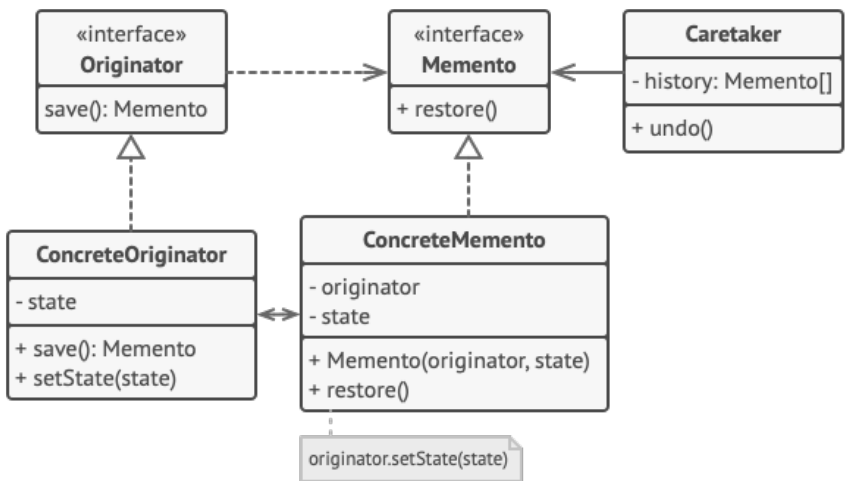 «interface»
Originator
save(): Memento
«interface»
Memento
+ restore()
Caretaker
- history: Memento[]
+ undo()
ConcreteOriginator
- state
+ save(): Memento
+ setState(state)
ConcreteMemento
- originator
- state
+ Memento(originator, state)
+ restore()
originator.setState(state)